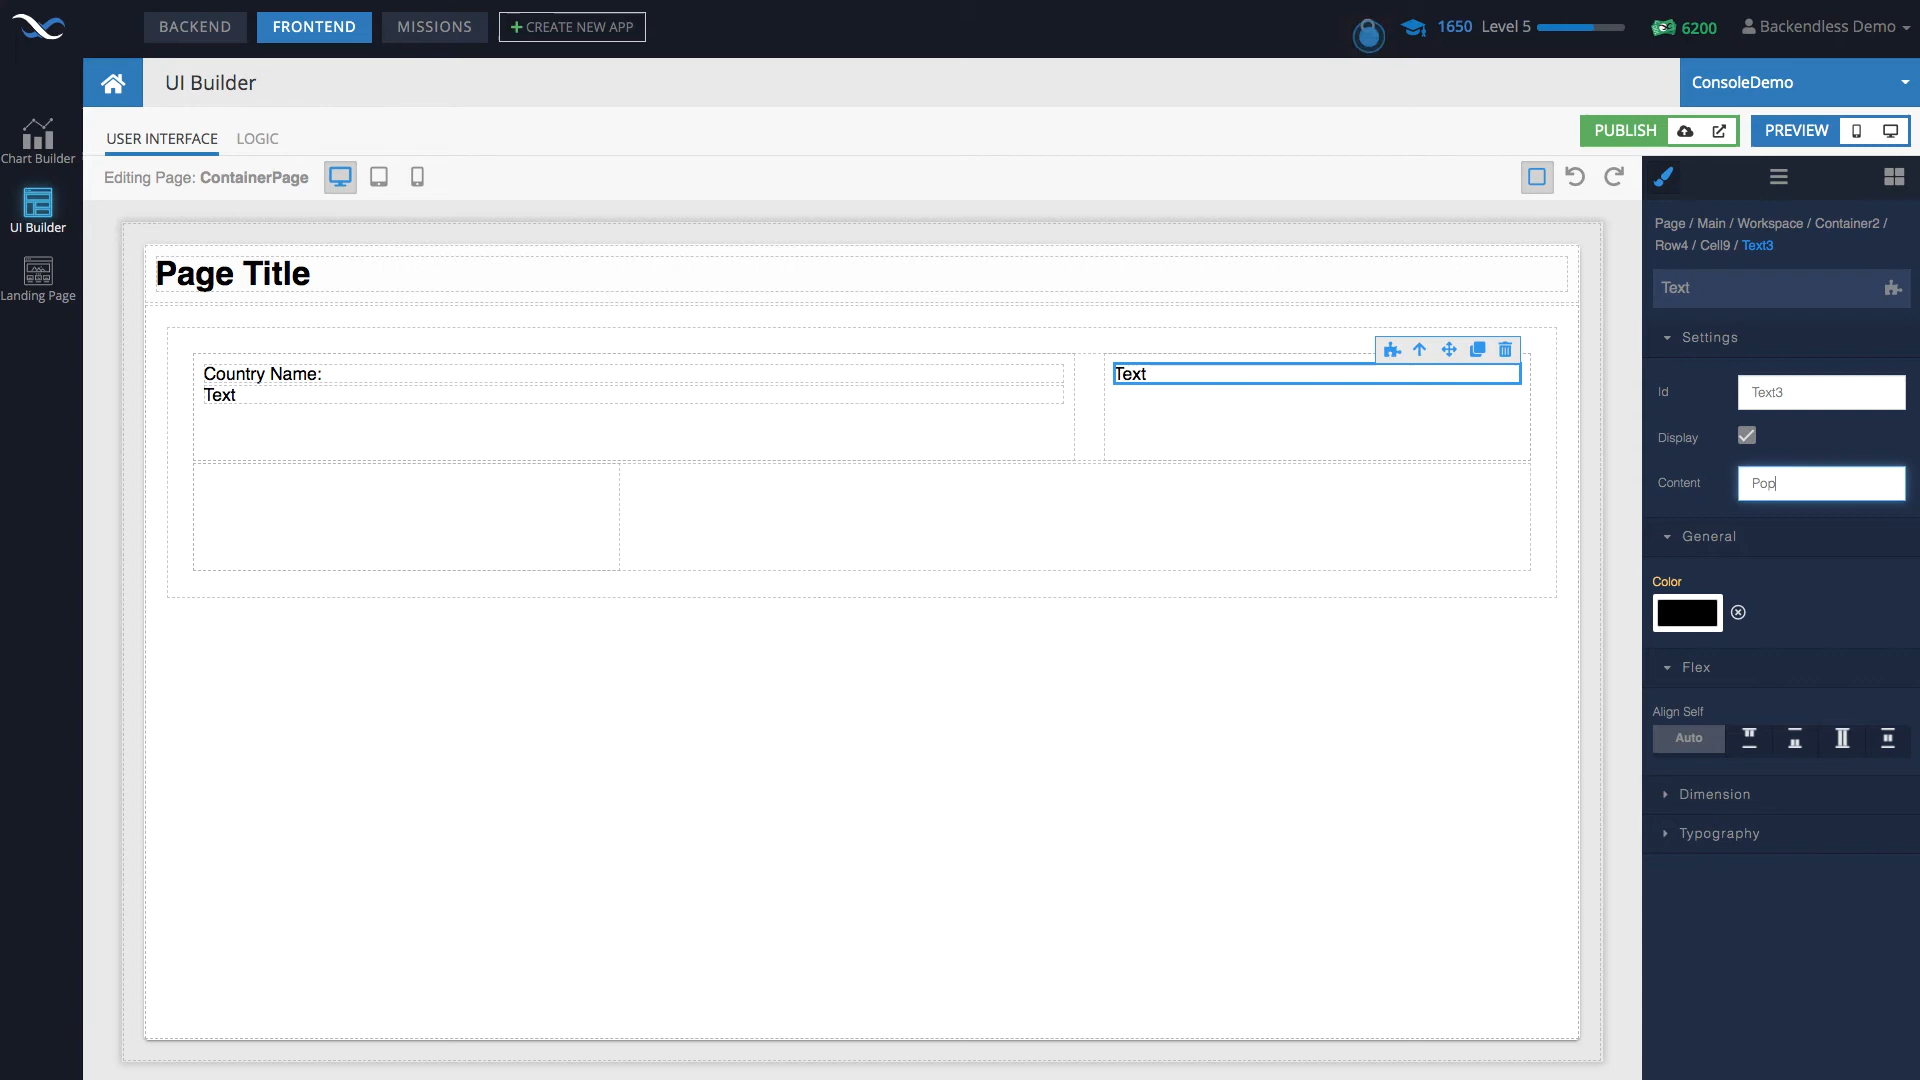 BACKEND
FRONTEND
MISSIONS
CREATE NEW APP
1650 Level 5
6200
Backendless Demo
UI Builder
ConsoleDemo
USER INTERFACE
LOGIC
PUBLISH
PREVIEW
Chart Builder
UI Builder
Landing Page
Editing Page: ContainerPage
Page Title
Country Name:
Text
Text
Page / Main / Workspace / Container2 /
Row4 / Cell9 / Text3
Text
Settings
Id
Text3
Display
Content
Pop
General
Color
Flex
Align Self
Auto
Dimension
Typography